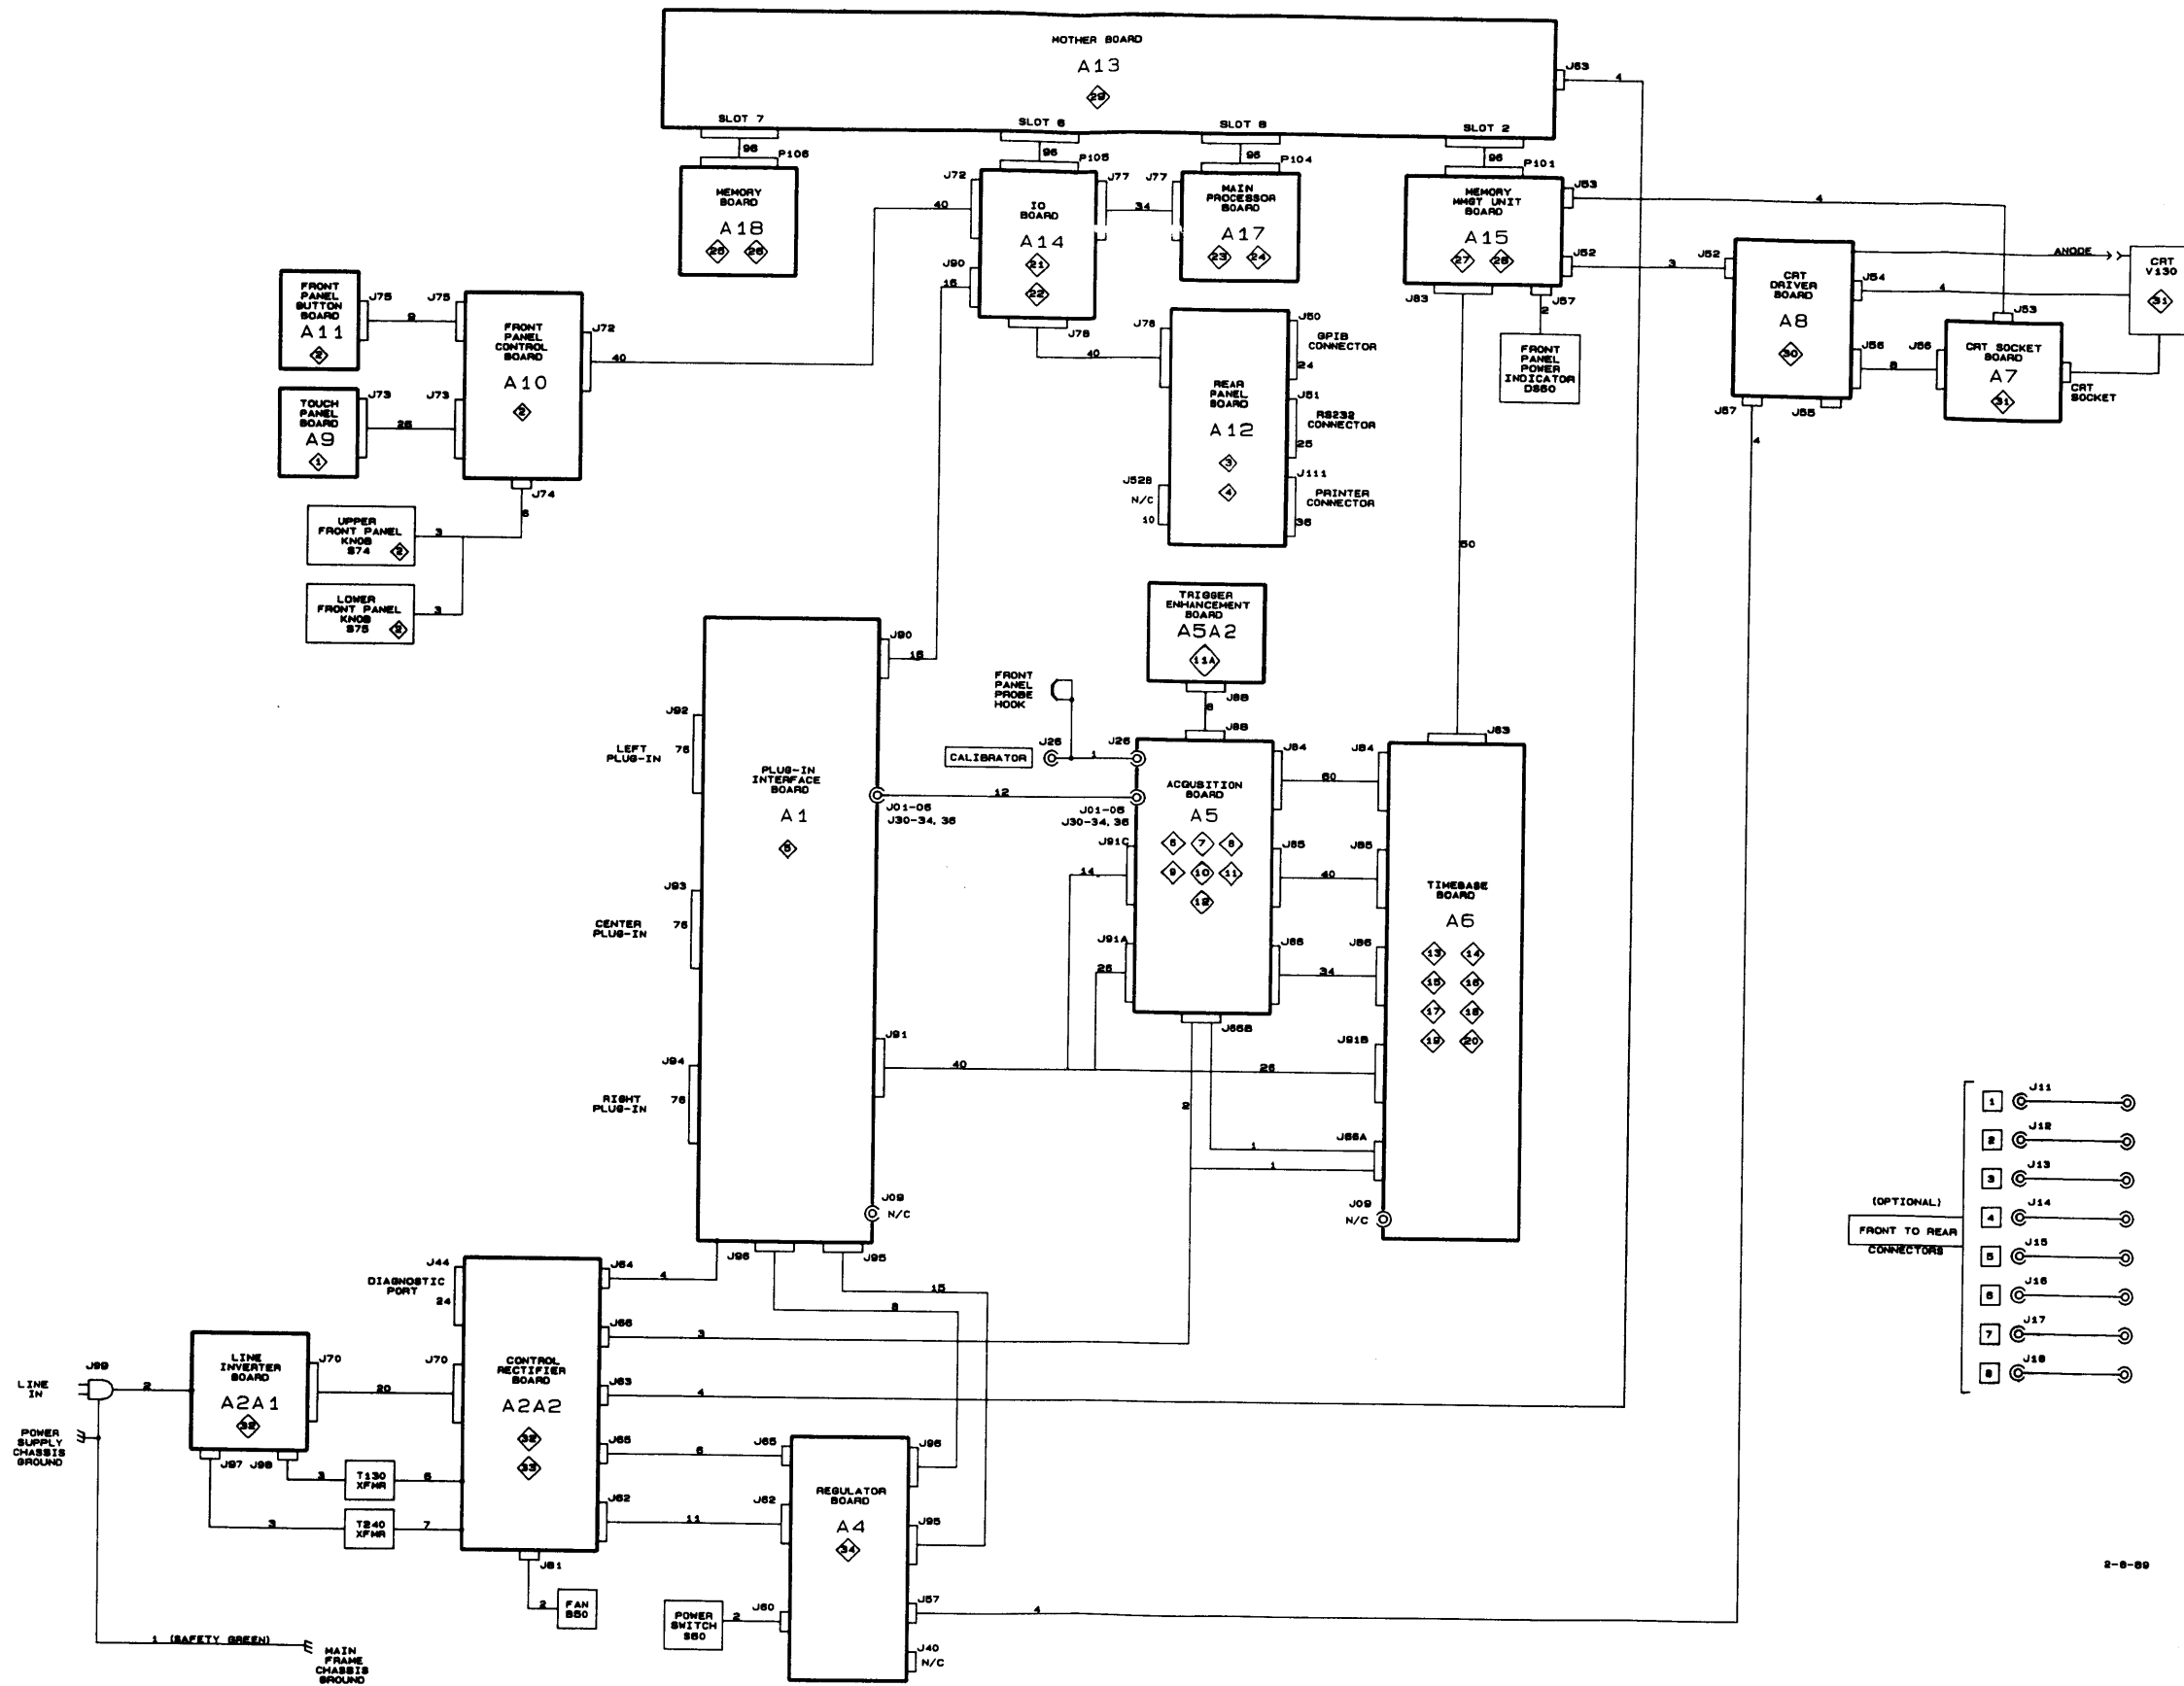 MOTHER BOARD
A13
29
SLOT 7
SLOT 6
SLOT 8
SLOT 2
J63
4
96
P106
96
P105
96
P104
96
P101
MEMORY
BOARD
A18
25 26
J72
40
IO
BOARD
A14
21
22
J90
16
J77
34
J77
J76
MAIN
PROCESSOR
BOARD
A17
23 24
MEMORY
MMGT UNIT
BOARD
A15
27 28
J53
4
J52
3
J52
J83
J57
2
FRONT
PANEL
POWER
INDICATOR
DS60
CRT
DRIVER
BOARD
A8
30
ANODE
J54
4
CRT
V130
31
J56
8
J56
J57
J55
4
J53
CRT SOCKET
BOARD
A7
31
CRT
SOCKET
FRONT
PANEL
BUTTON
BOARD
A11
2
J75
9
J75
TOUCH
PANEL
BOARD
A9
1
J73
26
J73
FRONT
PANEL
CONTROL
BOARD
A10
2
J72
40
J74
6
UPPER
FRONT PANEL
KNOB
S74 2
3
LOWER
FRONT PANEL
KNOB
S75 2
3
40
J76
REAR
PANEL
BOARD
A12
3
4
J50
GPIB
CONNECTOR
24
J51
RS232
CONNECTOR
25
J111
PRINTER
CONNECTOR
36
J52B
N/C
10
50
TRIGGER
ENHANCEMENT
BOARD
A5A2
11A
J88
6
J88
FRONT
PANEL
PROBE
HOOK
CALIBRATOR
J26
1
J26
PLUG-IN
INTERFACE
BOARD
A1
5
J90
16
J92
LEFT
PLUG-IN
76
J93
CENTER
PLUG-IN
76
J94
RIGHT
PLUG-IN
76
J01-06
J30-34, 36
12
J01-06
J30-34, 36
ACQUSITION
BOARD
A5
6 7 8
9 10 11
12
J91C
14
J91A
26
J84
60
J84
J85
40
J85
J86
34
J86
J66B
J83
TIMEBASE
BOARD
A6
13 14
15 16
17 18
19 20
J91
40
26
J91B
2
1
J66A
1
J09
N/C
J09
N/C
J96
J95
15
8
J44
DIAGNOSTIC
PORT
24
J64
4
J66
3
J63
4
CONTROL
RECTIFIER
BOARD
A2A2
32
33
J65
6
J65
J62
11
J62
LINE
IN
J99
2
LINE
INVERTER
BOARD
A2A1
32
J70
20
J70
J97 J98
3
T130
XFMR
6
3
T240
XFMR
7
POWER
SUPPLY
CHASSIS
GROUND
1 (SAFETY GREEN)
MAIN
FRAME
CHASSIS
GROUND
J61
2
FAN
B50
REGULATOR
BOARD
A4
34
J96
J95
J57
4
J40
N/C
POWER
SWITCH
S60
2
J60
(OPTIONAL)
FRONT TO REAR
CONNECTORS
1 J11
2 J12
3 J13
4 J14
5 J15
6 J16
7 J17
8 J18